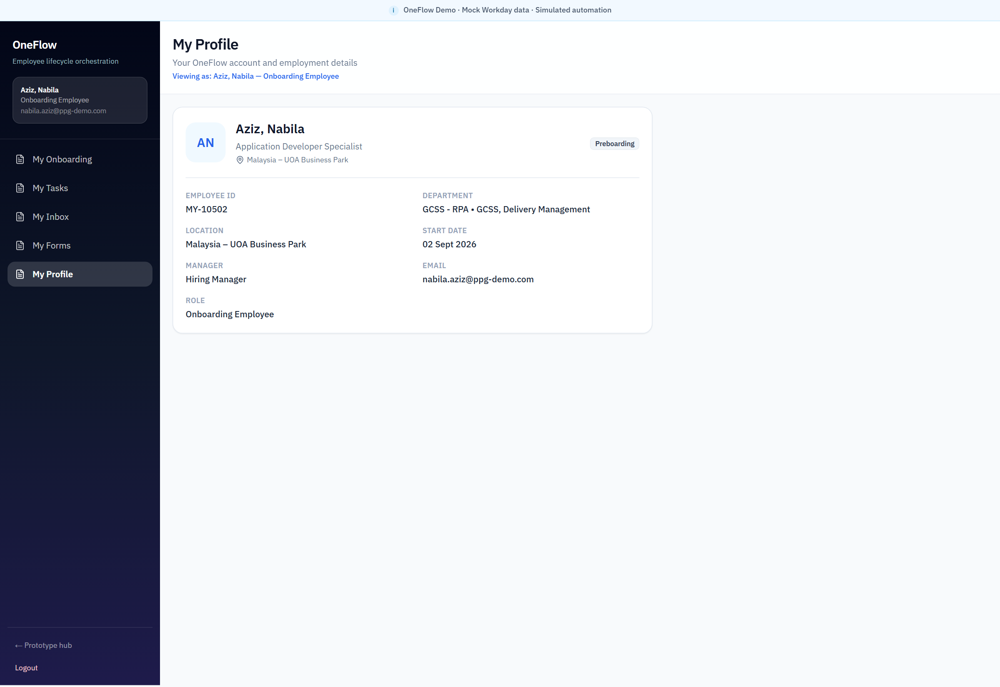 i OneFlow Demo · Mock Workday data · Simulated automation
OneFlow
Employee lifecycle orchestration
Aziz, Nabila
Onboarding Employee
nabila.aziz@ppg-demo.com
My Onboarding
My Tasks
My Inbox
My Forms
My Profile
← Prototype hub
Logout
My Profile
Your OneFlow account and employment details
Viewing as: Aziz, Nabila — Onboarding Employee
AN
Aziz, Nabila
Application Developer Specialist
Malaysia – UOA Business Park
Preboarding
EMPLOYEE ID
MY-10502
DEPARTMENT
GCSS - RPA • GCSS, Delivery Management
LOCATION
Malaysia – UOA Business Park
START DATE
02 Sept 2026
MANAGER
Hiring Manager
EMAIL
nabila.aziz@ppg-demo.com
ROLE
Onboarding Employee